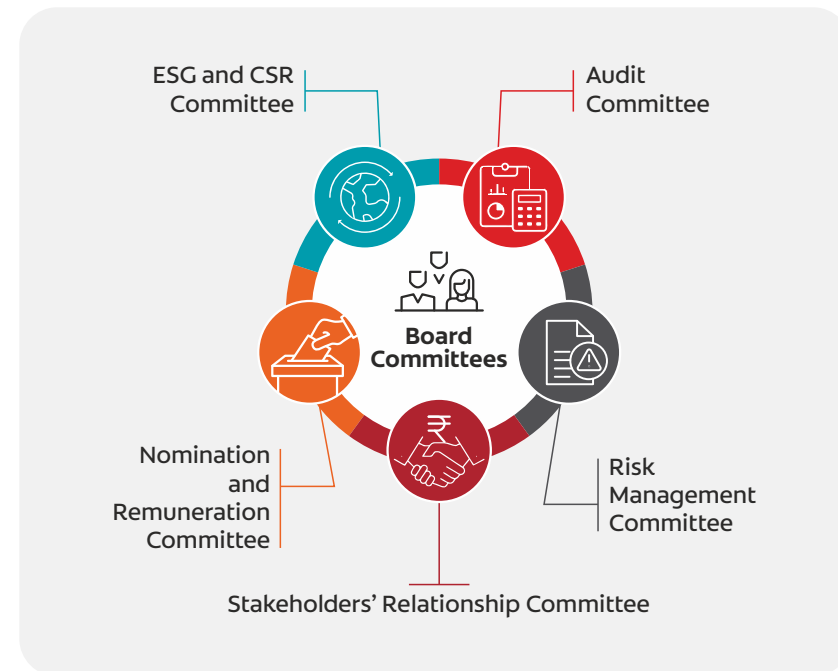 ESG and CSR
Committee
Audit
Committee
Board
Committees
Nomination
and
Remuneration
Committee
Risk
Management
Committee
₹
Stakeholders’ Relationship Committee